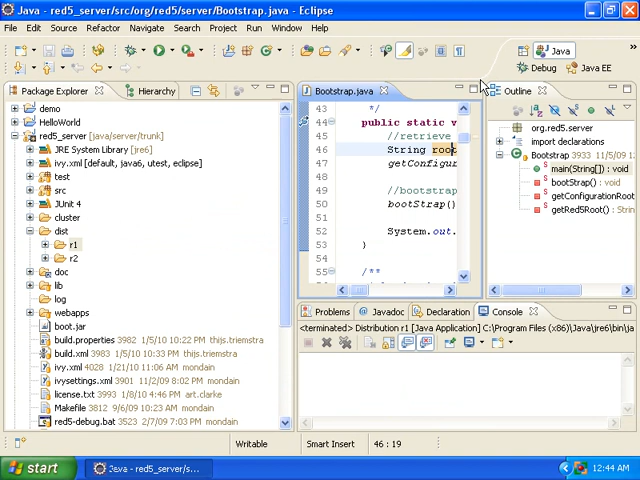 Java - red5_server/src/org/red5/server/Bootstrap.java - Eclipse
File Edit Source Refactor Navigate Search Project Run Window Help
Java
Debug
Java EE
Package Explorer
Hierarchy
demo
HelloWorld
red5_server [java/server/trunk]
JRE System Library [jre6]
ivy.xml [default, java6, utest, eclipse]
test
src
JUnit 4
cluster
dist
r1
r2
doc
lib
log
webapps
boot.jar
build.properties 3982 1/5/10 10:22 PM thijs.triemstra
build.xml 3993 1/5/10 10:33 PM thijs.triemstra
ivy.xml 4028 1/21/10 11:06 AM mondain
ivysettings.xml 3901 11/2/09 8:02 PM mondain
license.txt 3993 1/8/10 4:46 PM art.clarke
Makefile 3812 9/6/09 10:13 AM mondain
red5-debug.bat 3523 2/7/09 7:03 PM mondain
Bootstrap.java
43 */
44 public static v
45 //retrieve
46 String roo
47 getConfigur
48
49 //bootstrap
50 bootStrap()
51
52 System.out.
53 }
54
55 /**
Outline
org.red5.server
import declarations
Bootstrap 3933 11/5/09 1
main(String[]) : void
bootStrap() : void
getConfigurationRoot
getRed5Root() : String
Problems
Javadoc
Declaration
Console
<terminated> Distribution r1 [Java Application] C:\Program Files\Java\jre6\bin\ja
Writable
Smart Insert
46 : 19
start
Java - red5_server/s...
12:44 AM